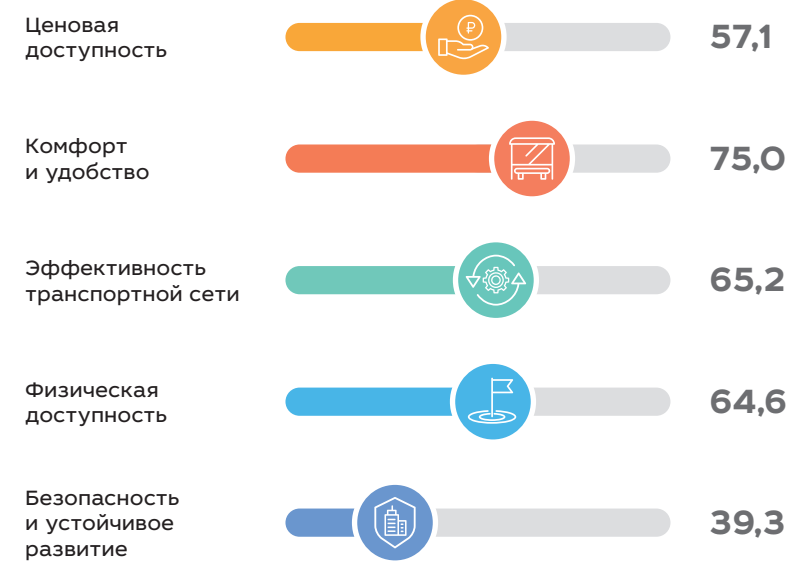 Ценовая
доступность
57,1
₽
Комфорт
и удобство
75,0
Эффективность
транспортной сети
65,2
Физическая
доступность
64,6
Безопасность
и устойчивое
развитие
39,3